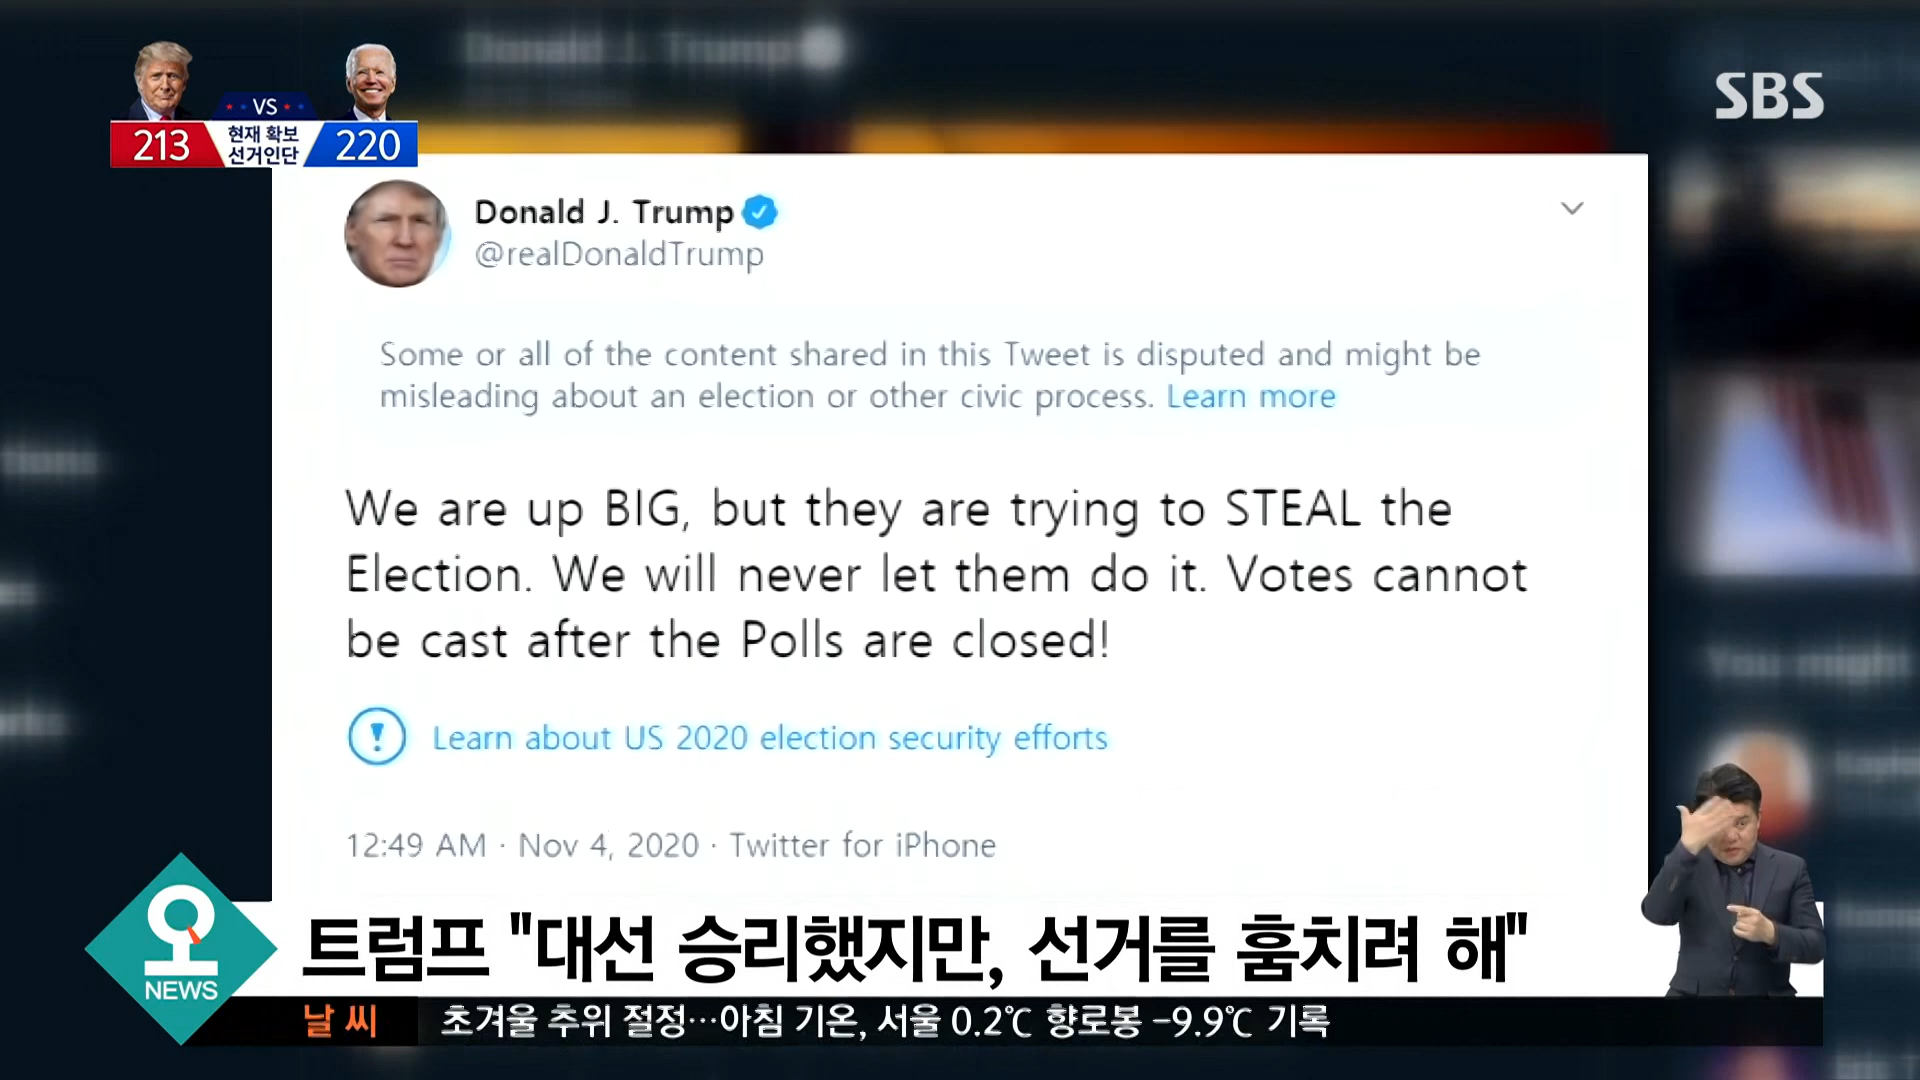 Donald J. Trump
SBS
VS
213
현재 확보
선거인단
220
Donald J. Trump
@realDonaldTrump
Some or all of the content shared in this Tweet is disputed and might be
misleading about an election or other civic process. Learn more
We are up BIG, but they are trying to STEAL the
Election. We will never let them do it. Votes cannot
be cast after the Polls are closed!
Learn about US 2020 election security efforts
12:49 AM · Nov 4, 2020 · Twitter for iPhone
You might
오
NEWS
트럼프 "대선 승리했지만, 선거를 훔치려 해"
날씨 초겨울 추위 절정…아침 기온, 서울 0.2℃ 향로봉 -9.9℃ 기록